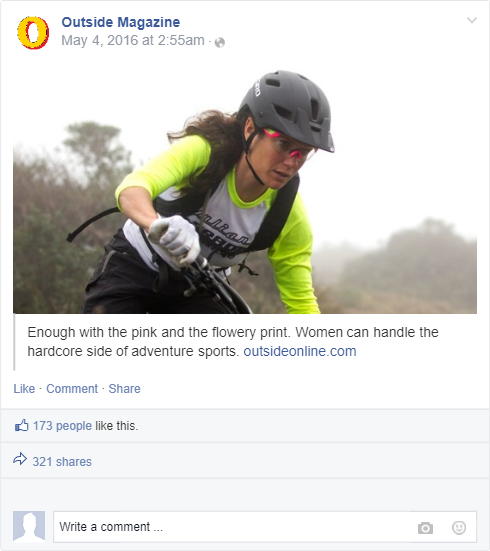 Outside Magazine
May 4, 2016 at 2:55am ·
Enough with the pink and the flowery print. Women can handle the
hardcore side of adventure sports. outsideonline.com
Like · Comment · Share
173 people like this.
321 shares
Write a comment ...